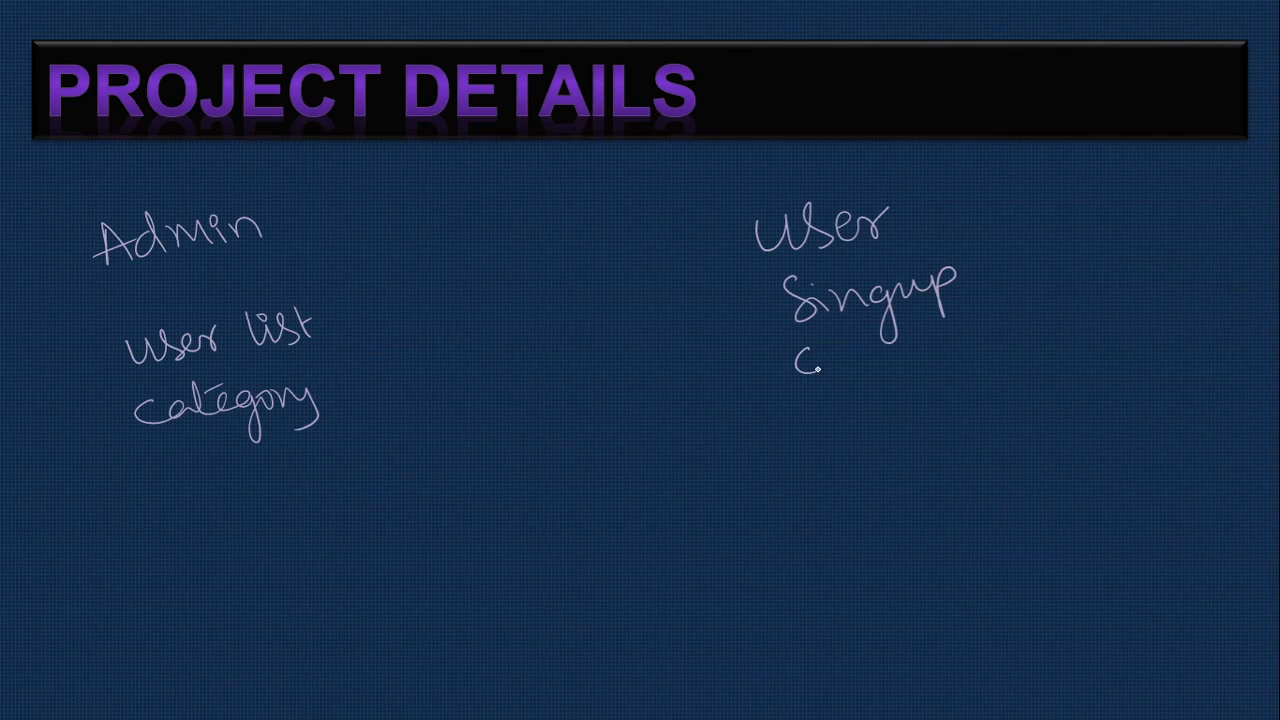 PROJECT DETAILS
Admin
User list
Category
User
Singup
C